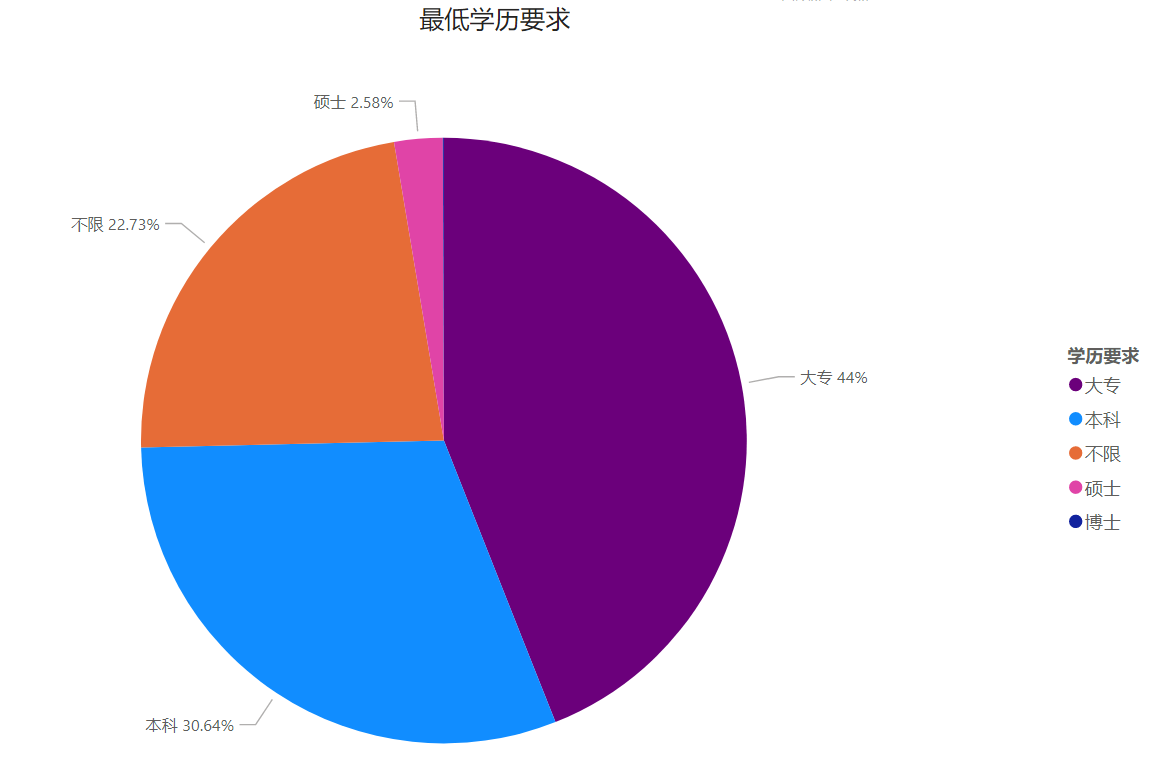 最低学历要求
硕士 2.58%
不限 22.73%
大专 44%
本科 30.64%
学历要求
大专
本科
不限
硕士
博士